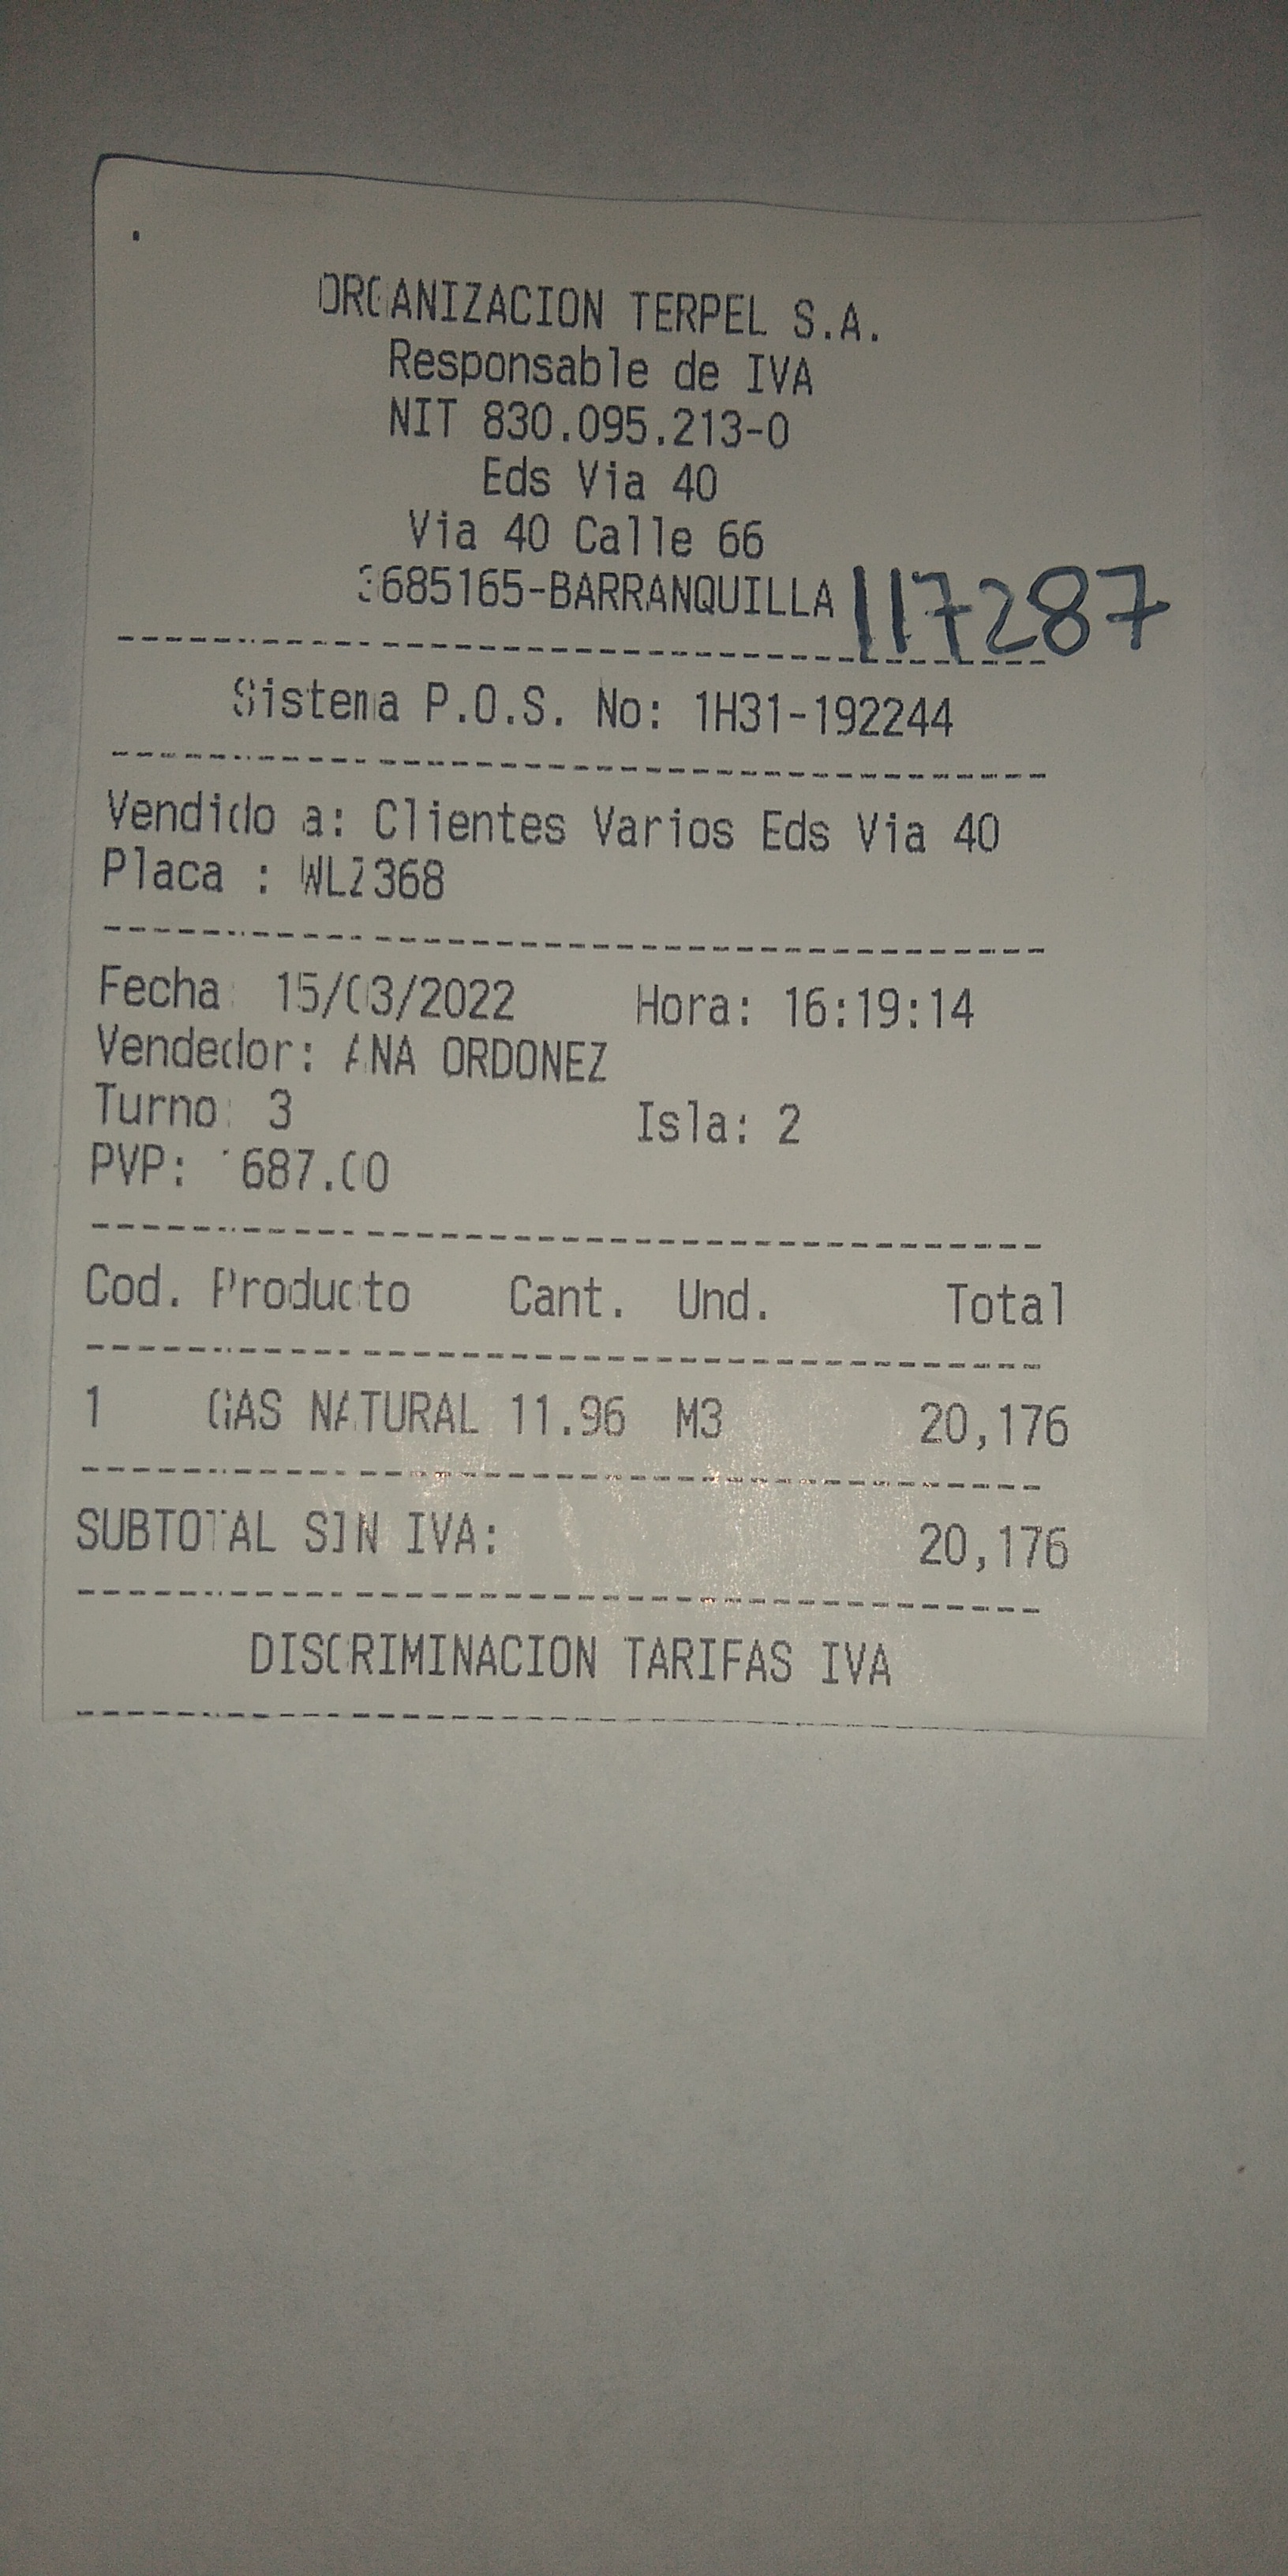 ORGANIZACION TERPEL S.A.
Responsable de IVA
NIT 830.095.213-0
Eds Via 40
Via 40 Calle 66
3685165-BARRANQUILLA 117287
Sistema P.O.S. No: 1H31-192244
Vendido a: Clientes Varios Eds Via 40
Placa : WLZ368
Fecha: 15/03/2022 Hora: 16:19:14
Vendedor: ANA ORDONEZ
Turno: 3 Isla: 2
PVP: 1687.00
Cod. Producto Cant. Und. Total
1 GAS NATURAL 11.96 M3 20,176
SUBTOTAL SIN IVA: 20,176
DISCRIMINACION TARIFAS IVA